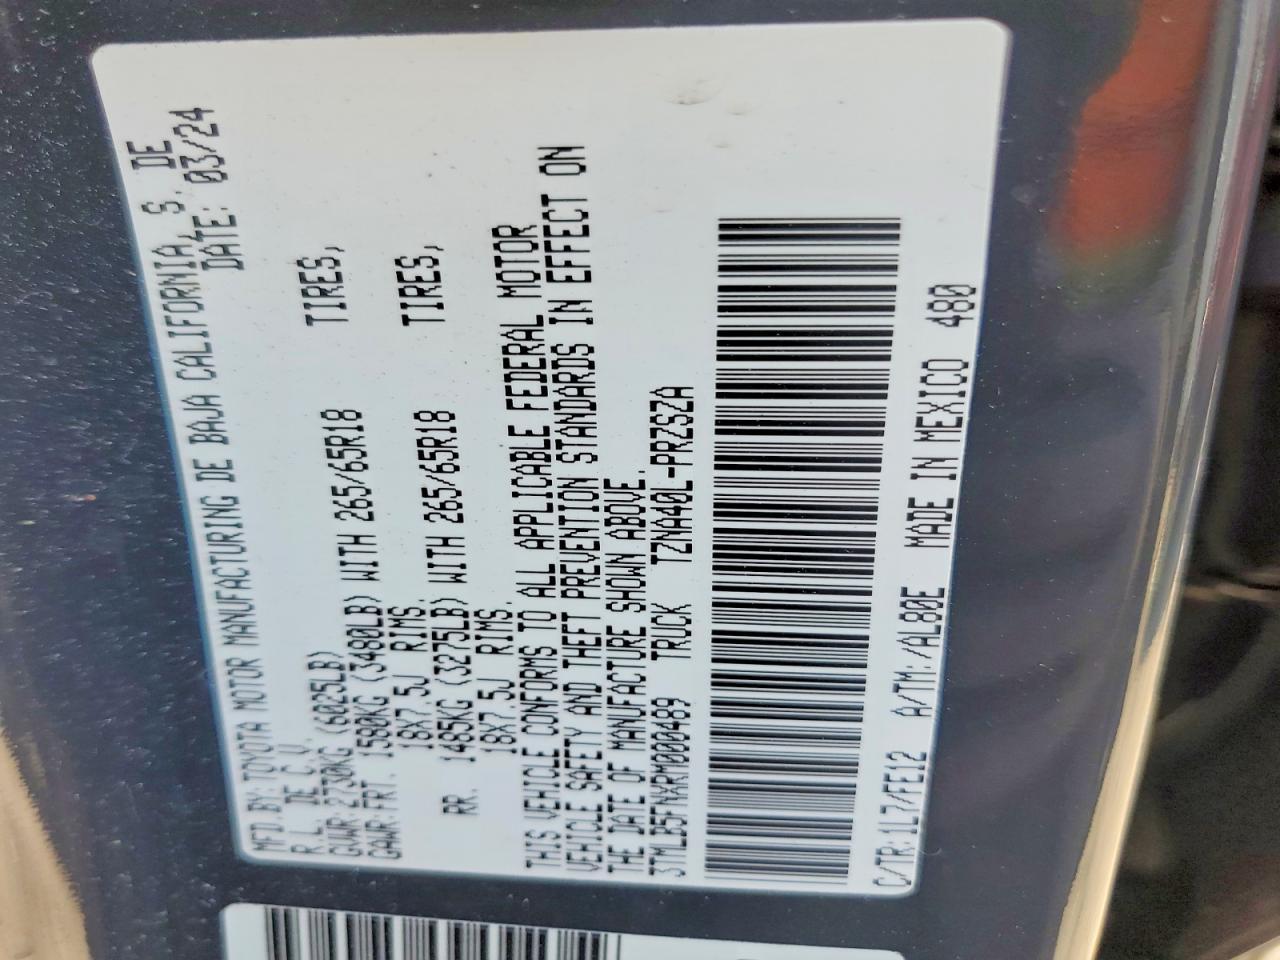 MFD.BY:TOYOTA MOTOR MANUFACTURING DE BAJA CALIFORNIA, S. DE
R.L. DE C.V. DATE: 03/24
GVWR:2730KG (6025LB)
GAWR:FRT. 1580KG (3480LB) WITH 265/65R18 TIRES,
18X7.5J RIMS.
RR. 1485KG (3275LB) WITH 265/65R18 TIRES,
18X7.5J RIMS.
THIS VEHICLE CONFORMS TO ALL APPLICABLE FEDERAL MOTOR
VEHICLE SAFETY AND THEFT PREVENTION STANDARDS IN EFFECT ON
THE DATE OF MANUFACTURE SHOWN ABOVE.
3TMLB5FNXRM000489 TRUCK TZNA40L-PRZSZA
C/TR:1L7/FE12 A/TM:/AL80E MADE IN MEXICO 480